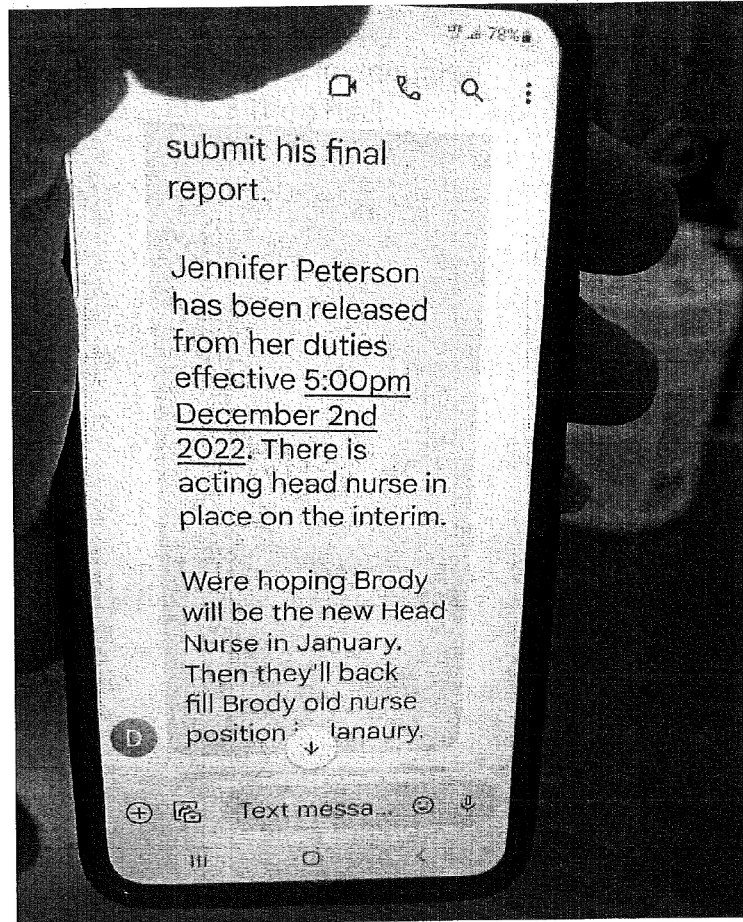 78%
submit his final
report.
Jennifer Peterson
has been released
from her duties
effective 5:00pm
December 2nd
2022. There is
acting head nurse in
place on the interim.
Were hoping Brody
will be the new Head
Nurse in January.
Then they'll back
fill Brody old nurse
position Janaury.
D
Text messa...